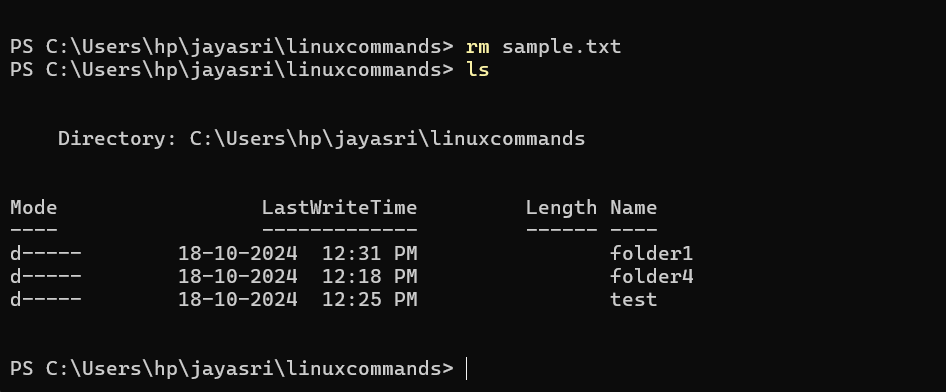 PS C:\Users\hp\jayasri\linuxcommands> rm sample.txt
PS C:\Users\hp\jayasri\linuxcommands> ls
Directory: C:\Users\hp\jayasri\linuxcommands
Mode                 LastWriteTime         Length Name
----                 -------------         ------ ----
d-----        18-10-2024  12:31 PM                folder1
d-----        18-10-2024  12:18 PM                folder4
d-----        18-10-2024  12:25 PM                test
PS C:\Users\hp\jayasri\linuxcommands>